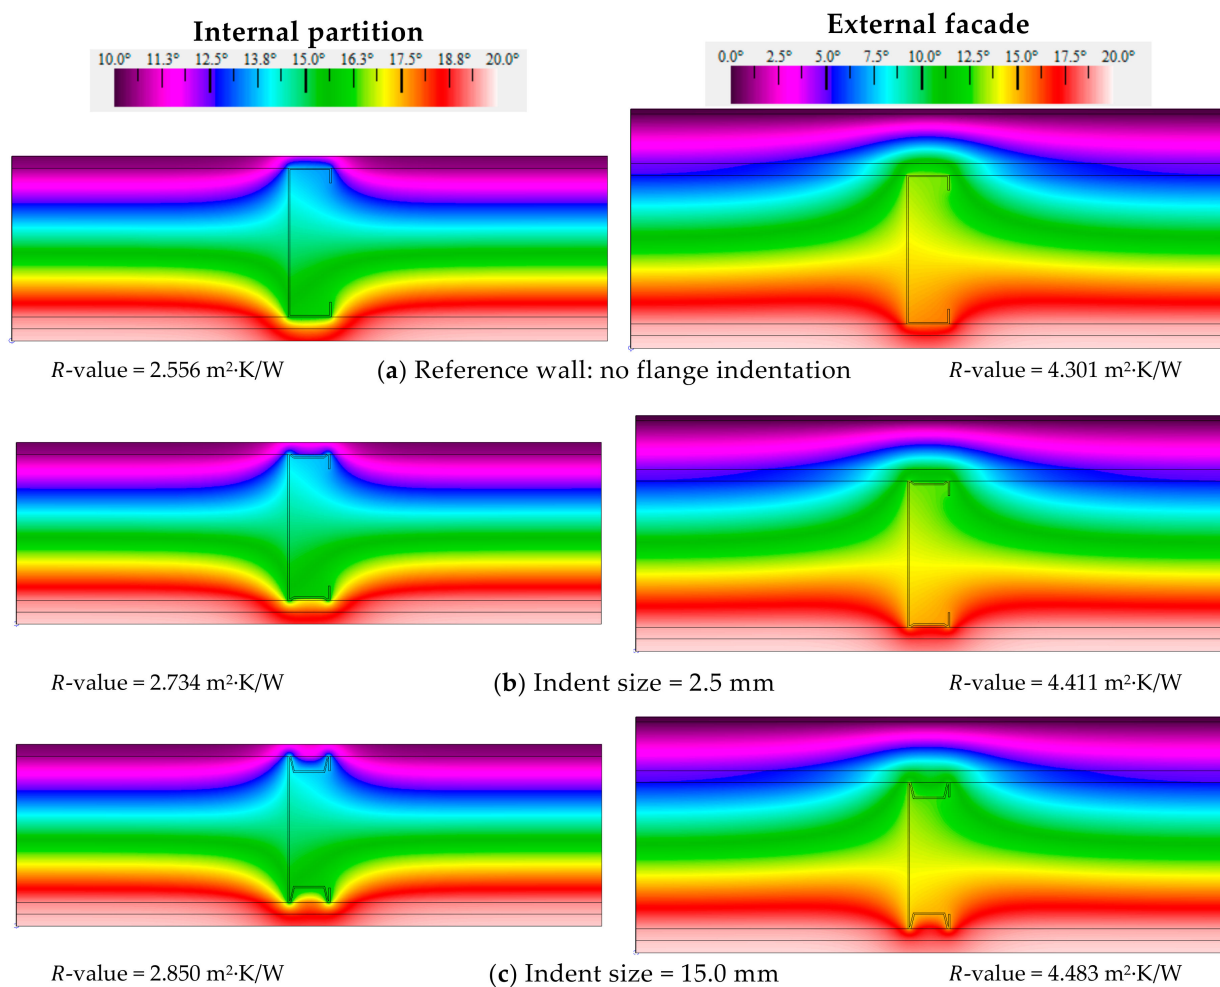 Internal partition
External facade
10.0° 11.3° 12.5° 13.8° 15.0° 16.3° 17.5° 18.8° 20.0°
0.0° 2.5° 5.0° 7.5° 10.0° 12.5° 15.0° 17.5° 20.0°
R-value = 2.556 m²·K/W (a) Reference wall: no flange indentation R-value = 4.301 m²·K/W
R-value = 2.734 m²·K/W (b) Indent size = 2.5 mm R-value = 4.411 m²·K/W
R-value = 2.850 m²·K/W (c) Indent size = 15.0 mm R-value = 4.483 m²·K/W